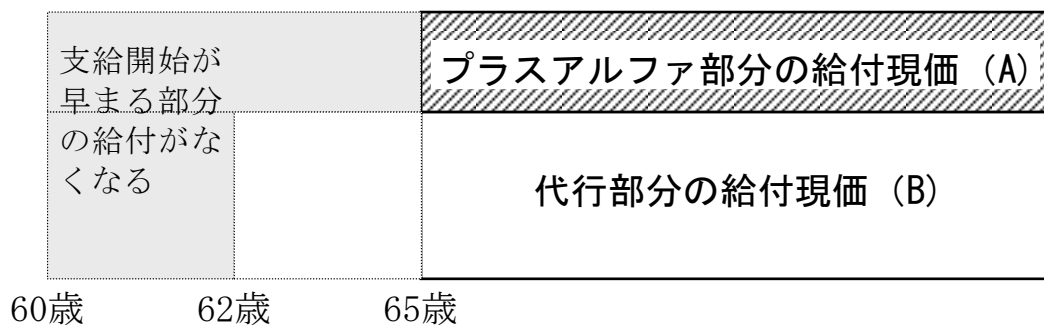 支給開始が
早まる部分
の給付がな
くなる
プラスアルファ部分の給付現価（A）
代行部分の給付現価（B）
60歳
62歳
65歳